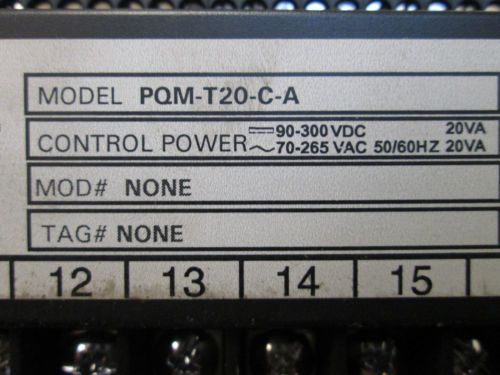 MODEL PQM-T20-C-A
CONTROL POWER ⎓ 90-300 VDC 20VA
∼ 70-265 VAC 50/60HZ 20VA
MOD# NONE
TAG# NONE
12 13 14 15